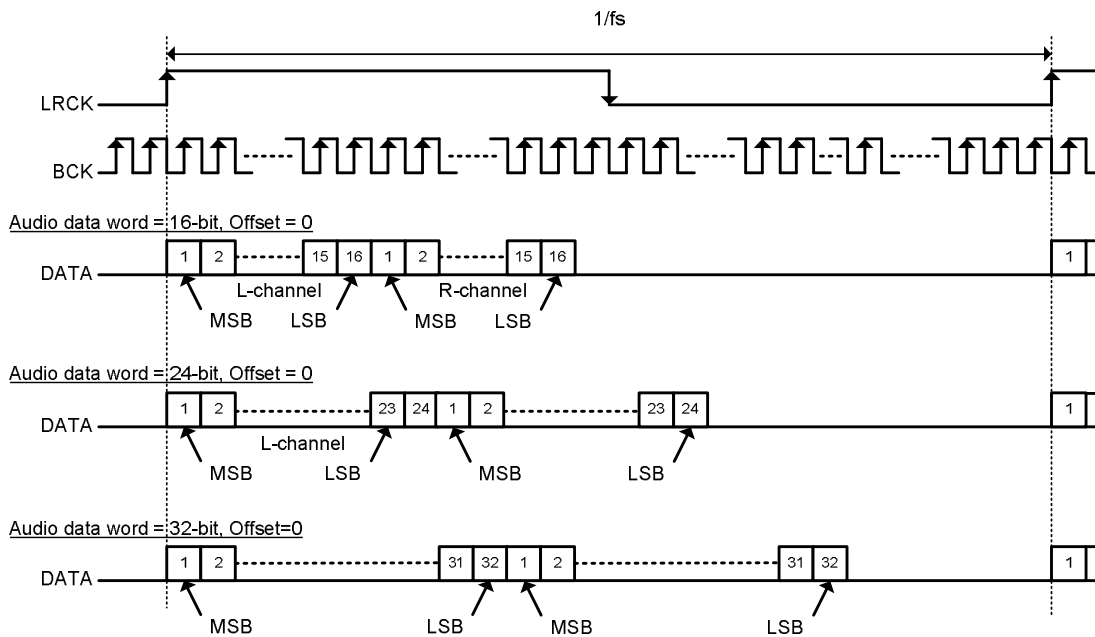 1/fs
LRCK
BCK
Audio data word = 16-bit, Offset = 0
DATA 1 2 15 16 1 2 15 16 1
L-channel R-channel
MSB LSB MSB LSB
Audio data word = 24-bit, Offset = 0
DATA 1 2 23 24 1 2 23 24 1
L-channel
MSB LSB MSB LSB
Audio data word = 32-bit, Offset=0
DATA 1 2 31 32 1 2 31 32 1
MSB LSB MSB LSB